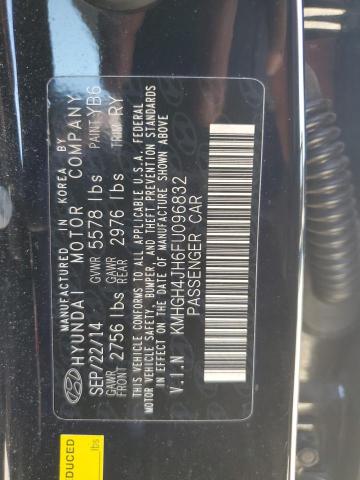 MANUFACTURED IN KOREA BY
HYUNDAI MOTOR COMPANY
SEP/22/14 GVWR 5578 lbs PAINT YB6
GAWR FRONT 2756 lbs GAWR REAR 2976 lbs TRIM RY
THIS VEHICLE CONFORMS TO ALL APPLICABLE U.S.A. FEDERAL
MOTOR VEHICLE SAFETY, BUMPER, AND THEFT PREVENTION STANDARDS
IN EFFECT ON THE DATE OF MANUFACTURE SHOWN ABOVE
V.I.N KMHGH4JH6FU096832
PASSENGER CAR
REDUCED
lbs